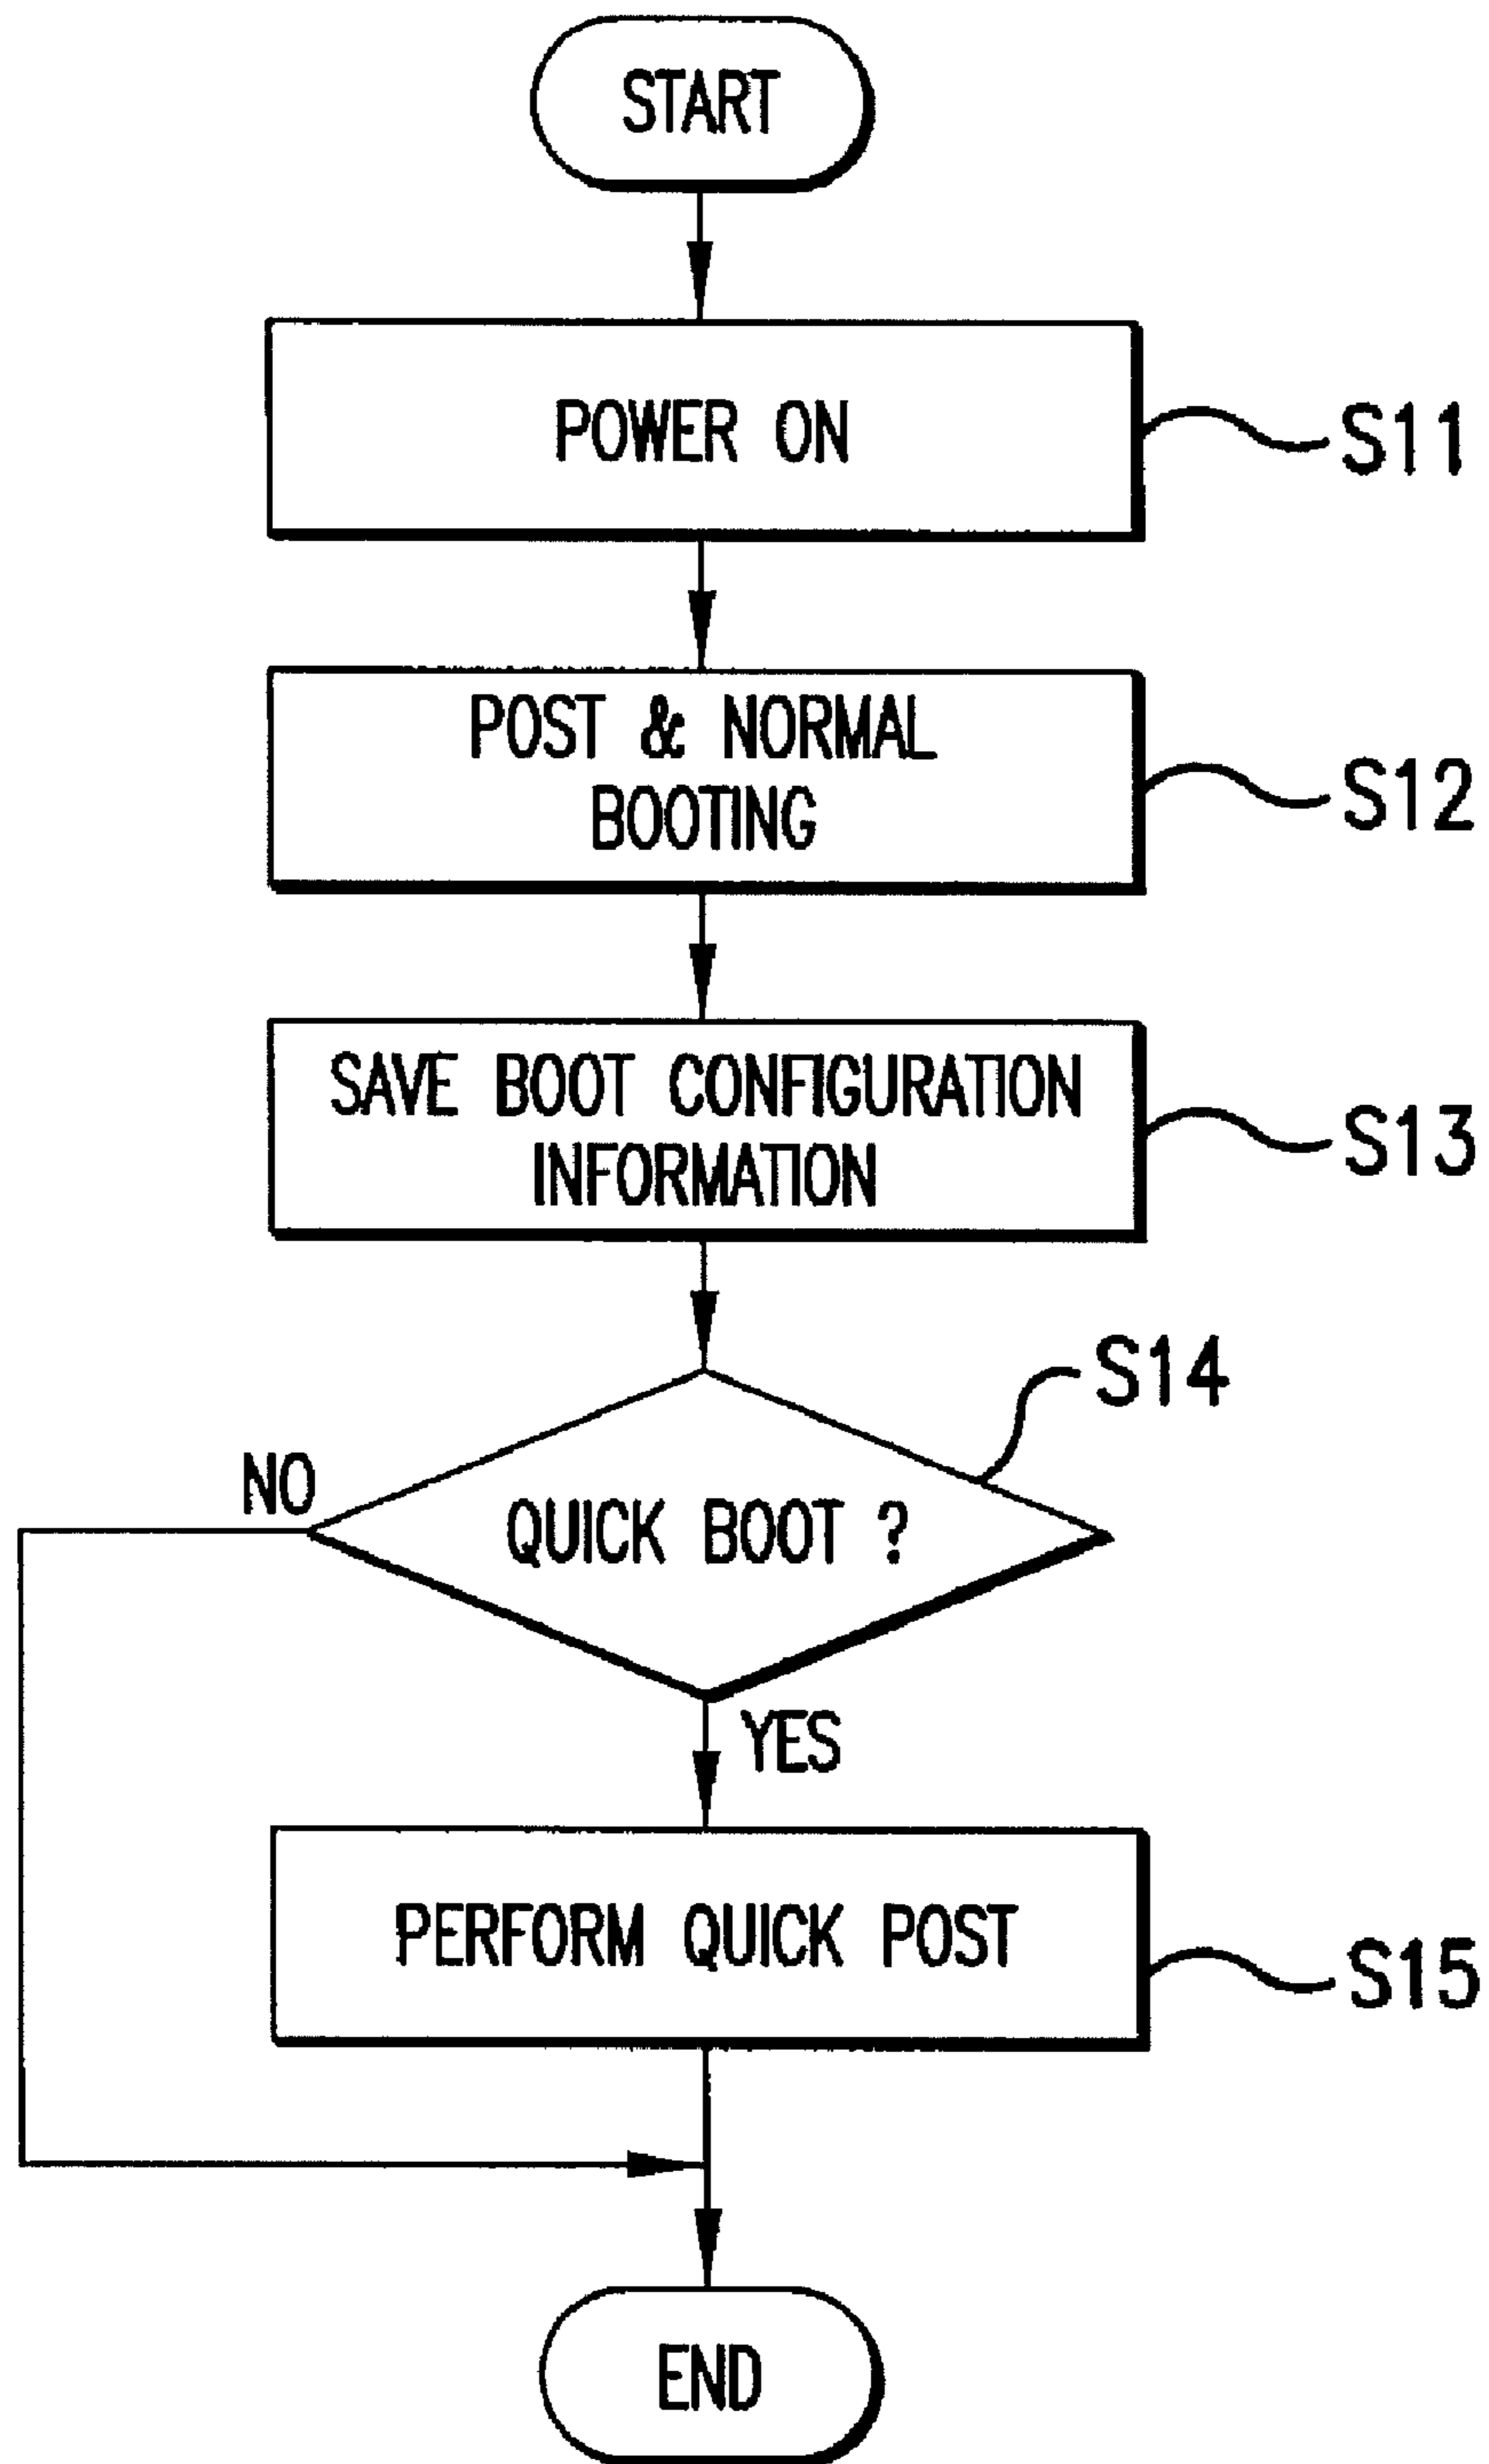 START
POWER ON
S11
POST & NORMAL
BOOTING
S12
SAVE BOOT CONFIGURATION
INFORMATION
S13
S14
NO
QUICK BOOT ?
YES
PERFORM QUICK POST
S15
END